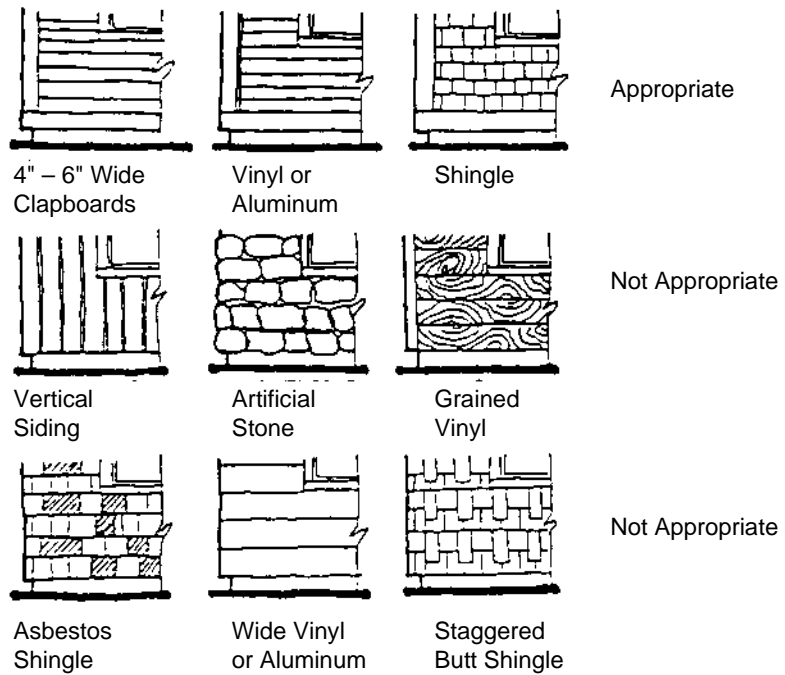 Appropriate
4" – 6" Wide
Clapboards
Vinyl or
Aluminum
Shingle
Not Appropriate
Vertical
Siding
Artificial
Stone
Grained
Vinyl
Not Appropriate
Asbestos
Shingle
Wide Vinyl
or Aluminum
Staggered
Butt Shingle